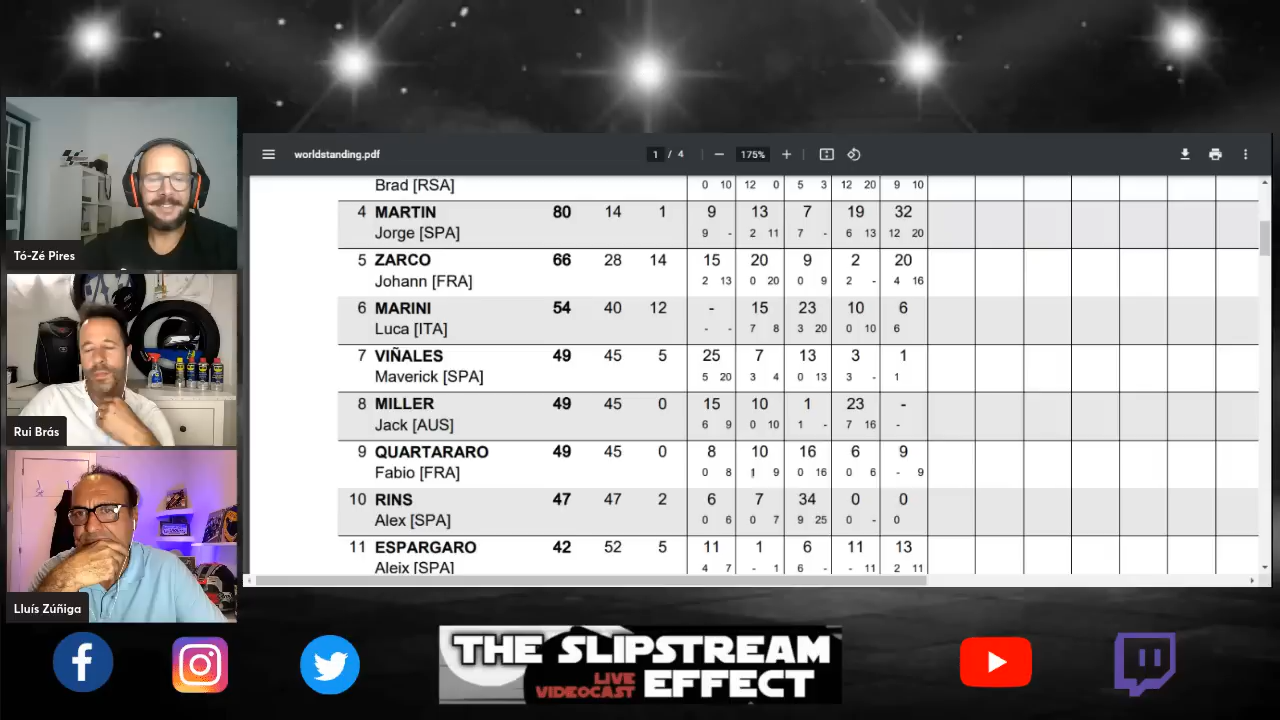 worldstanding.pdf 1 / 4 — 175% +
Brad [RSA] 0 10 12 0 5 3 12 20 9 10
4 MARTIN 80 14 1 9 13 7 19 32
Jorge [SPA] 9 - 2 11 7 - 6 13 12 20
5 ZARCO 66 28 14 15 20 9 2 20
Johann [FRA] 2 13 0 20 0 9 2 - 4 16
6 MARINI 54 40 12 - 15 23 10 6
Luca [ITA] - - 7 8 3 20 0 10 6
7 VIÑALES 49 45 5 25 7 13 3 1
Maverick [SPA] 5 20 3 4 0 13 3 - 1
8 MILLER 49 45 0 15 10 1 23 -
Jack [AUS] 6 9 0 10 1 - 7 16 -
9 QUARTARARO 49 45 0 8 10 16 6 9
Fabio [FRA] 0 8 1 9 0 16 0 6 - 9
10 RINS 47 47 2 6 7 34 0 0
Alex [SPA] 0 6 0 7 9 25 0 - 0
11 ESPARGARO 42 52 5 11 1 6 11 13
Aleix [SPA] 4 7 - 1 6 - - 11 2 11
Tó-Zé Pires
Rui Brás
Lluís Zúñiga
THE SLIPSTREAM
LIVE
VIDEOCAST
EFFECT